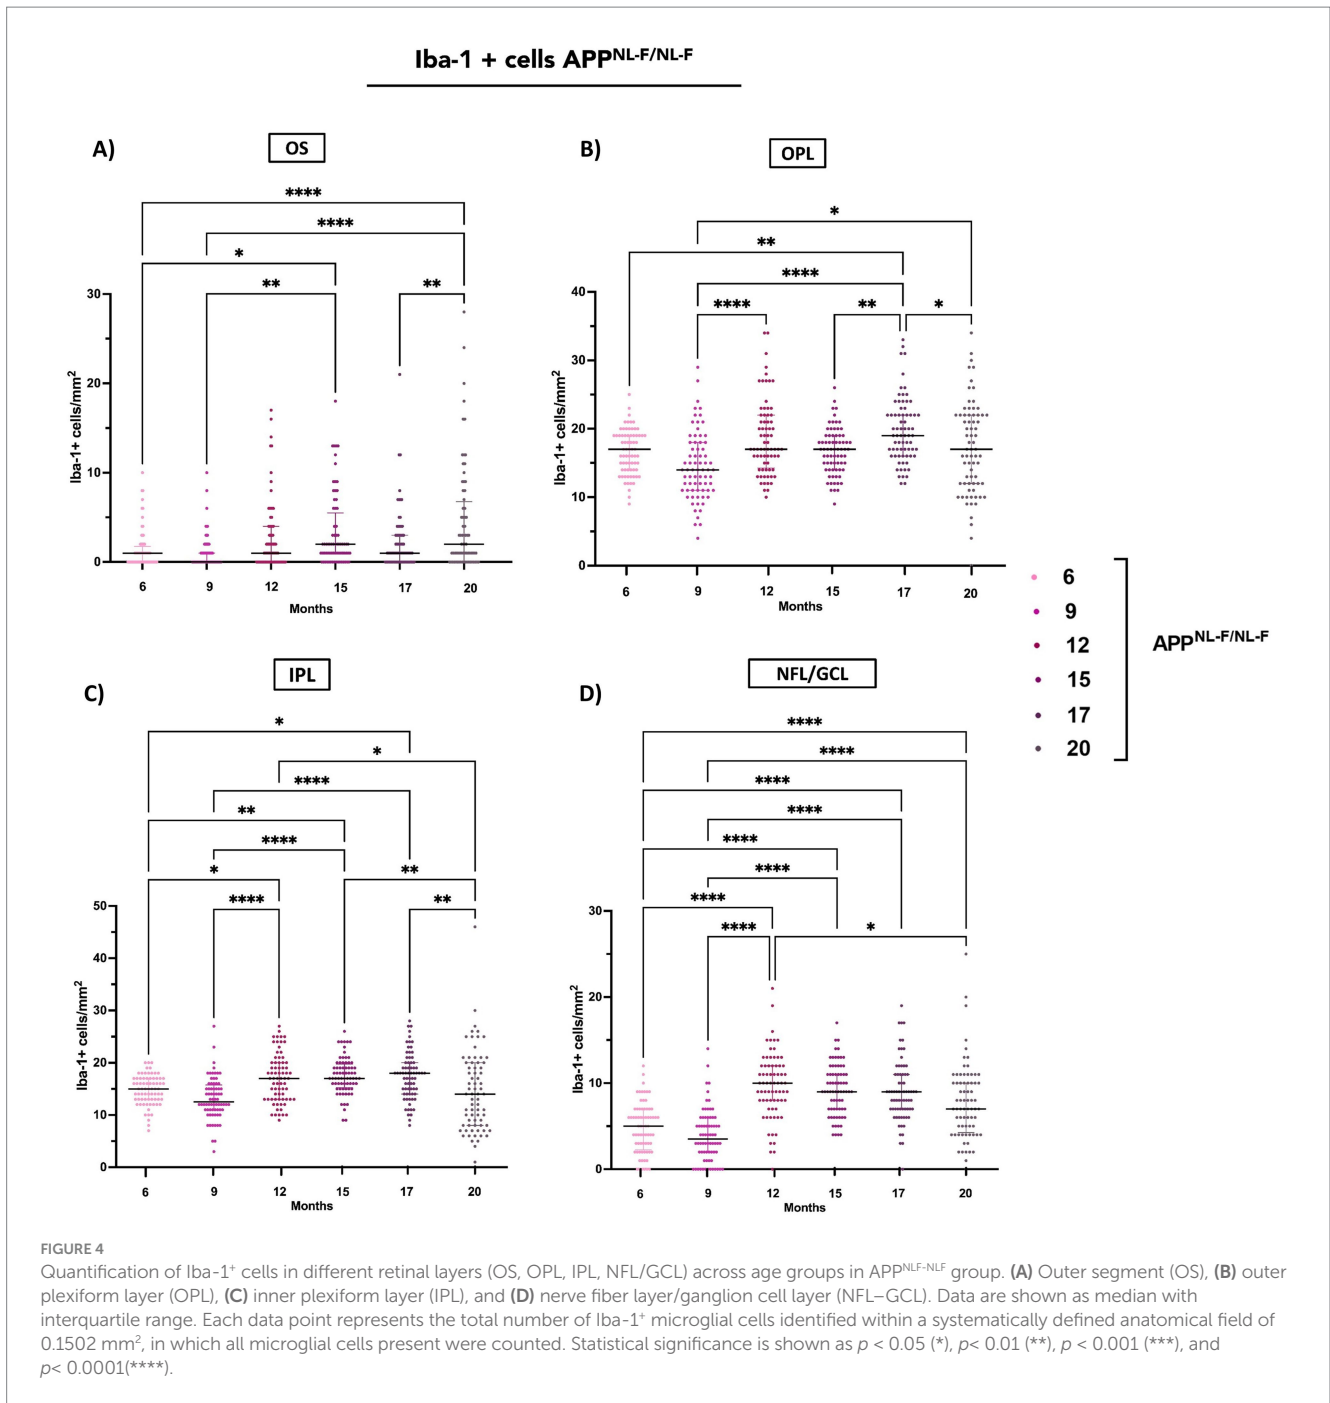 Iba-1 + cells APP^NL-F/NL-F
A)
OS
****
****
*
**
**
Iba-1+ cells/mm²
30
20
10
0
6 9 12 15 17 20
Months
B)
OPL
*
**
****
****
**
*
Iba-1+ cells/mm²
40
30
20
10
0
6 9 12 15 17 20
Months
6
9
12
15
17
20
APP^NL-F/NL-F
C)
IPL
*
*
****
**
****
*
**
****
**
Iba-1+ cells/mm²
50
40
30
20
10
0
6 9 12 15 17 20
Months
D)
NFL/GCL
****
****
****
****
****
****
****
****
*
Iba-1+ cells/mm²
30
20
10
0
6 9 12 15 17 20
Months
FIGURE 4
Quantification of Iba-1⁺ cells in different retinal layers (OS, OPL, IPL, NFL/GCL) across age groups in APP^NLF-NLF group. (A) Outer segment (OS), (B) outer
plexiform layer (OPL), (C) inner plexiform layer (IPL), and (D) nerve fiber layer/ganglion cell layer (NFL–GCL). Data are shown as median with
interquartile range. Each data point represents the total number of Iba-1⁺ microglial cells identified within a systematically defined anatomical field of
0.1502 mm², in which all microglial cells present were counted. Statistical significance is shown as p < 0.05 (*), p< 0.01 (**), p < 0.001 (***), and
p< 0.0001(****).